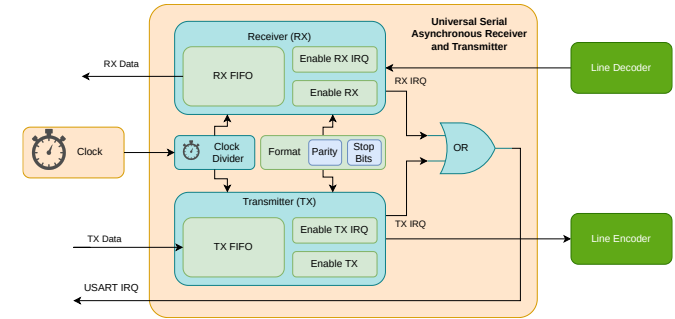 Universal Serial
Asynchronous Receiver
and Transmitter
Receiver (RX)
RX FIFO
Enable RX IRQ
Enable RX
RX Data
RX IRQ
Line Decoder
Clock
Clock
Divider
Format
Parity
Stop
Bits
OR
Transmitter (TX)
TX FIFO
Enable TX IRQ
Enable TX
TX Data
TX IRQ
Line Encoder
USART IRQ